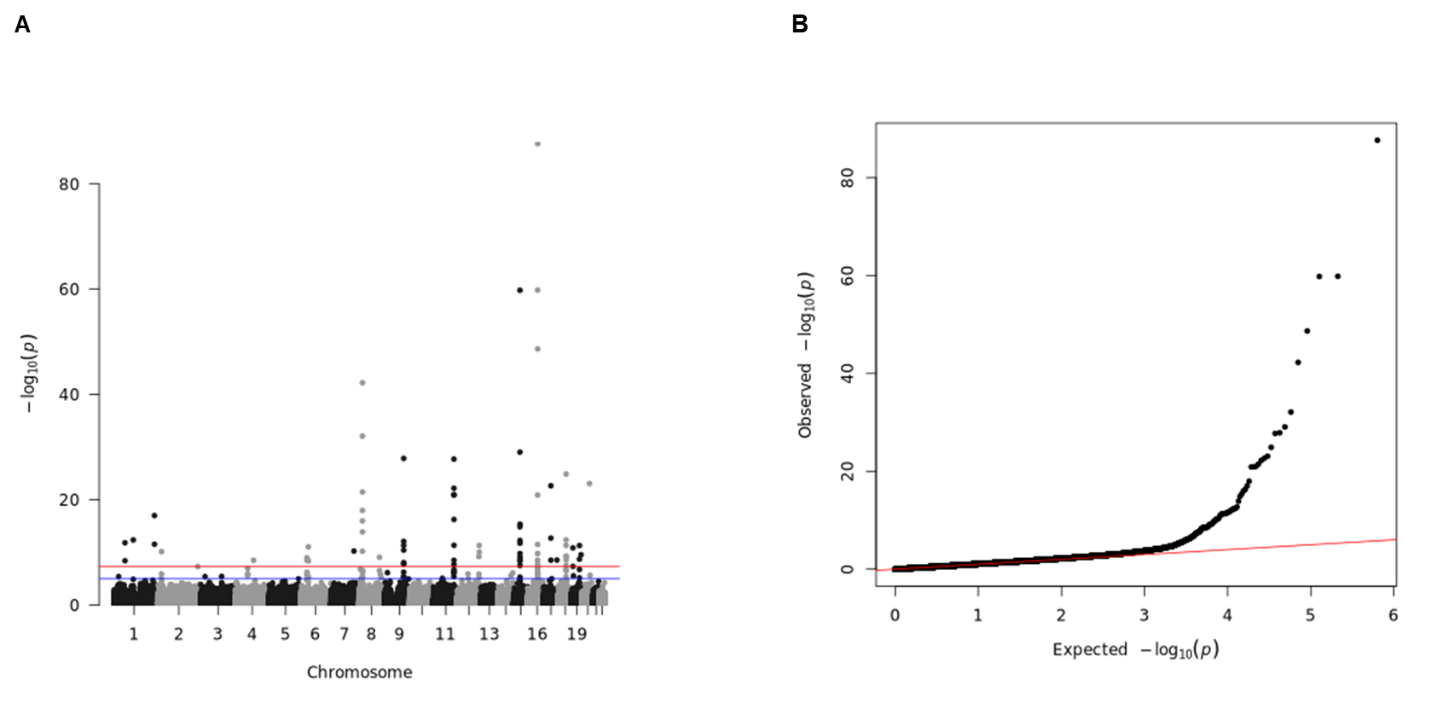 A
B
80
60
40
20
0
−log₁₀(p)
1 2 3 4 5 6 7 8 9 11 13 16 19
Chromosome
80
60
40
20
0
Observed −log₁₀(p)
0 1 2 3 4 5 6
Expected −log₁₀(p)